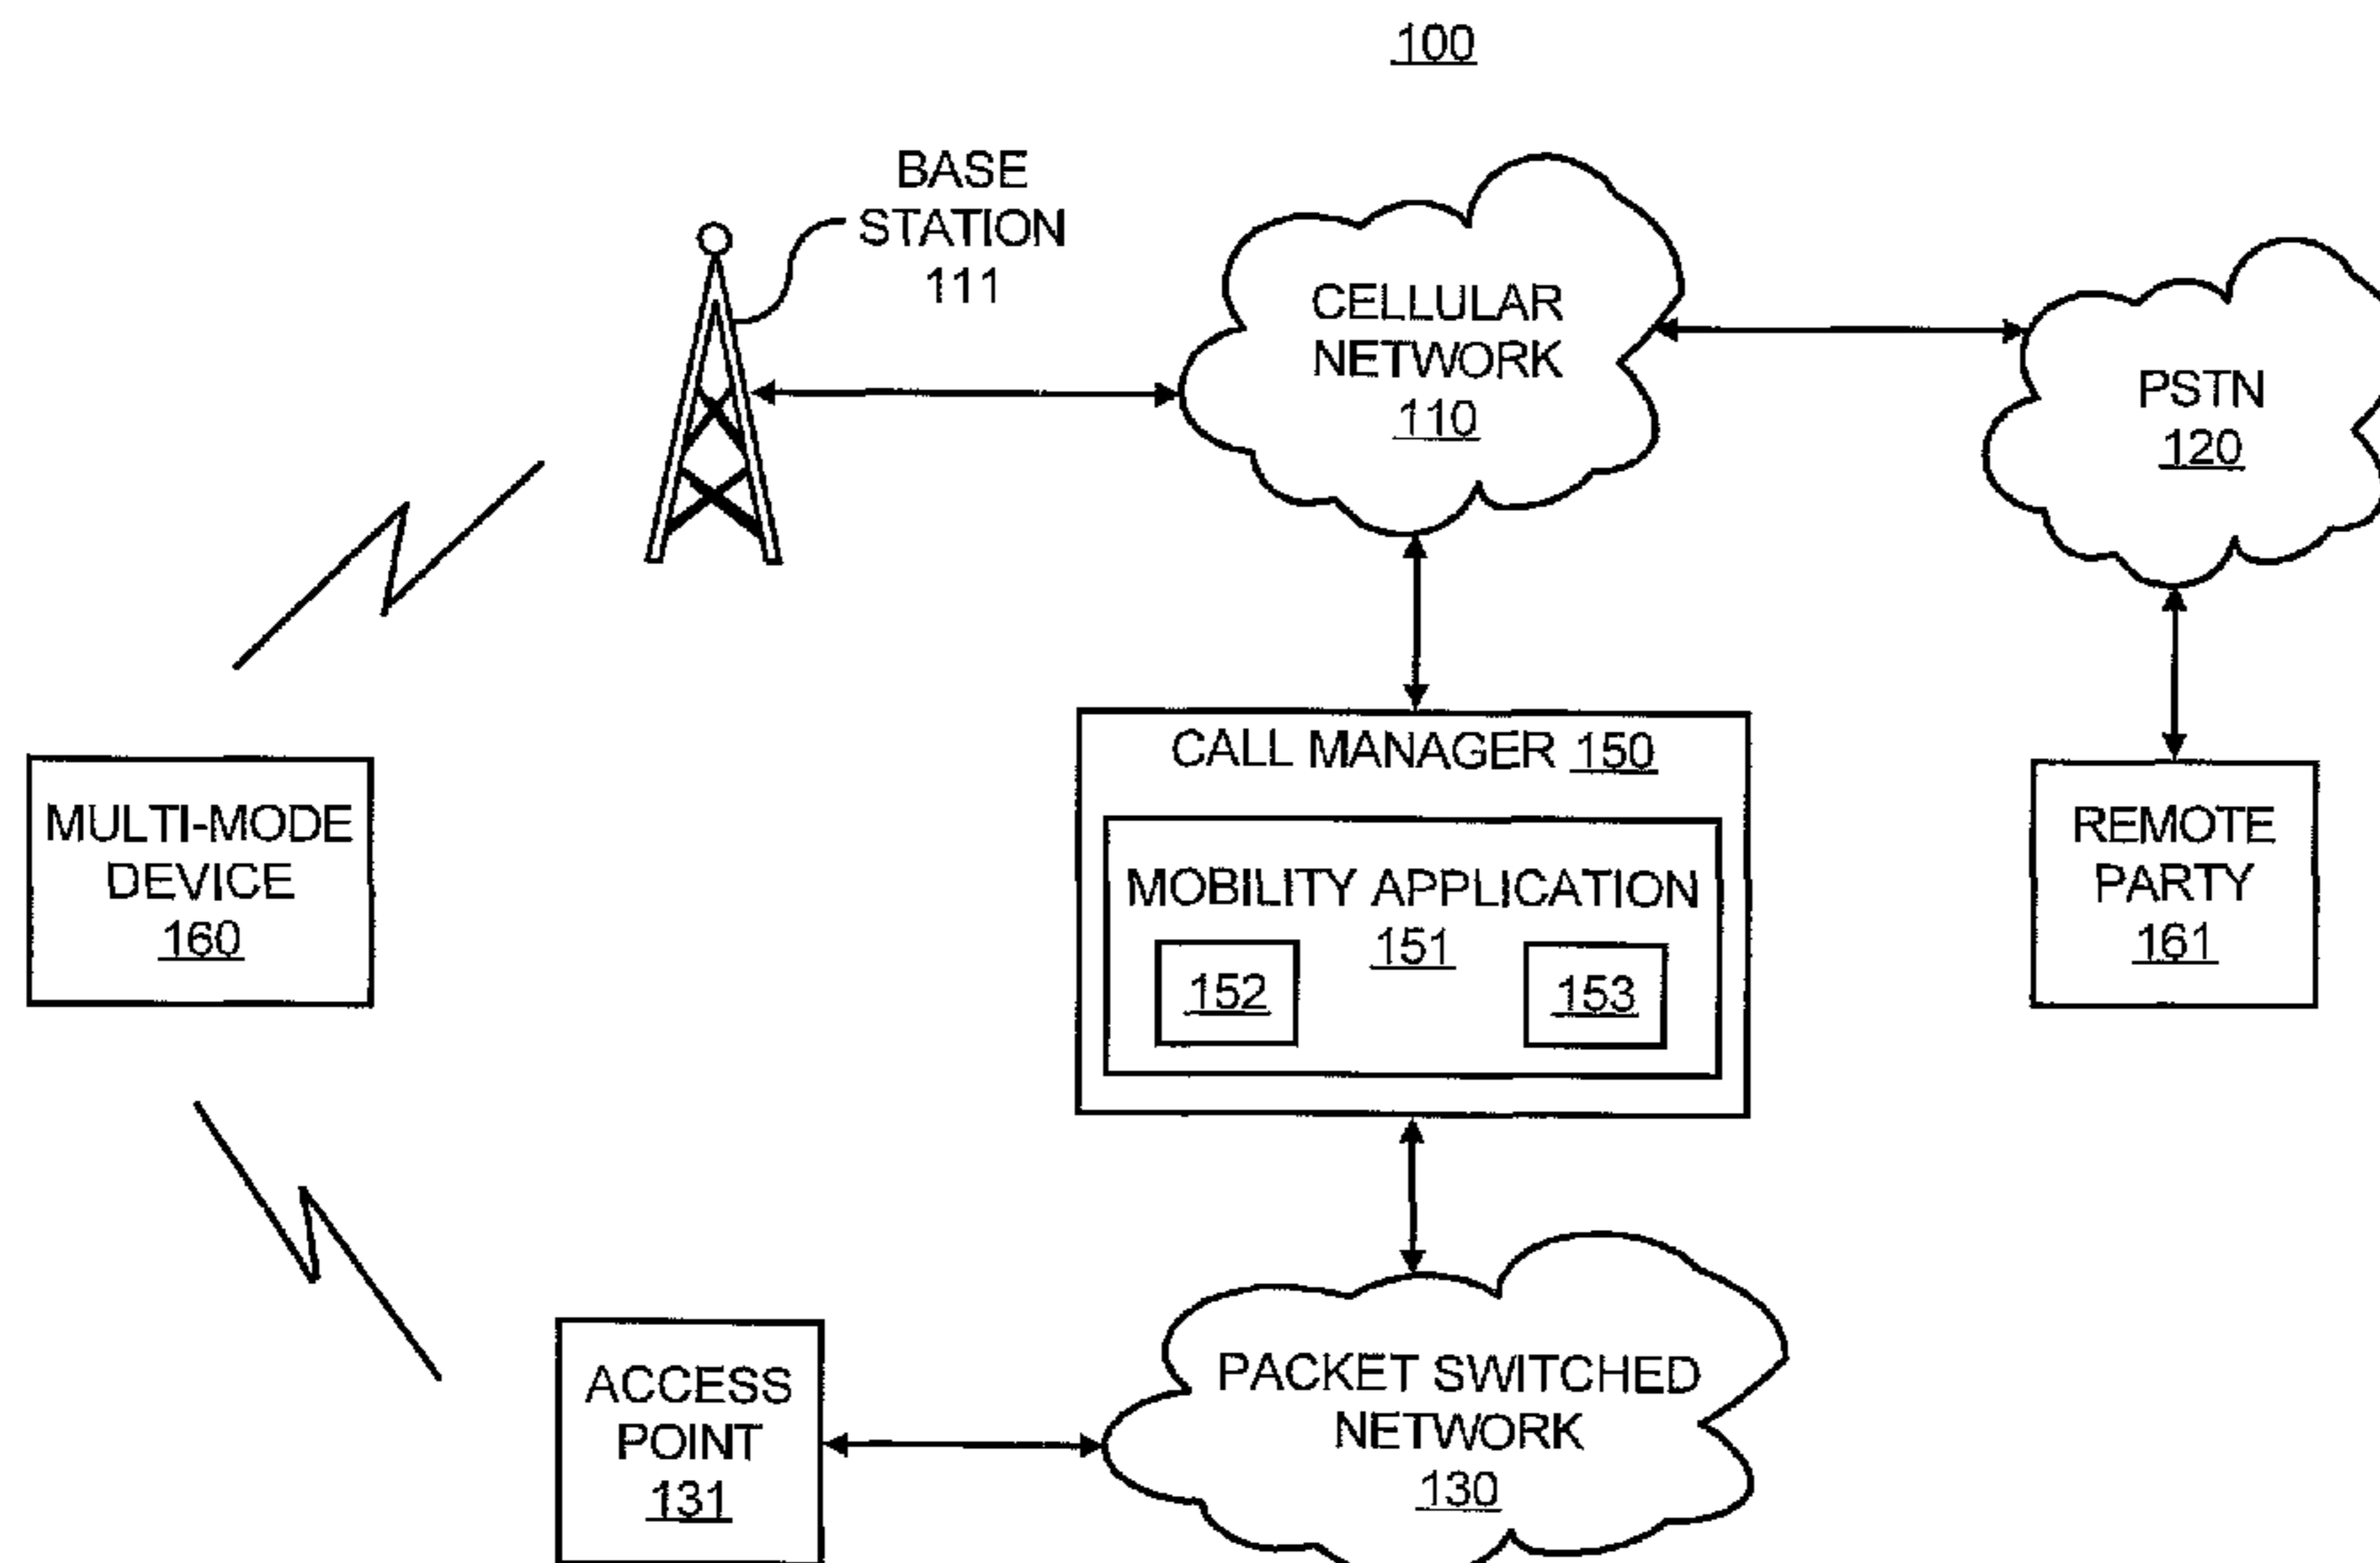 100
BASE
STATION
111
CELLULAR
NETWORK
110
PSTN
120
CALL MANAGER 150
MULTI-MODE
DEVICE
160
MOBILITY APPLICATION
151
152
153
REMOTE
PARTY
161
ACCESS
POINT
131
PACKET SWITCHED
NETWORK
130